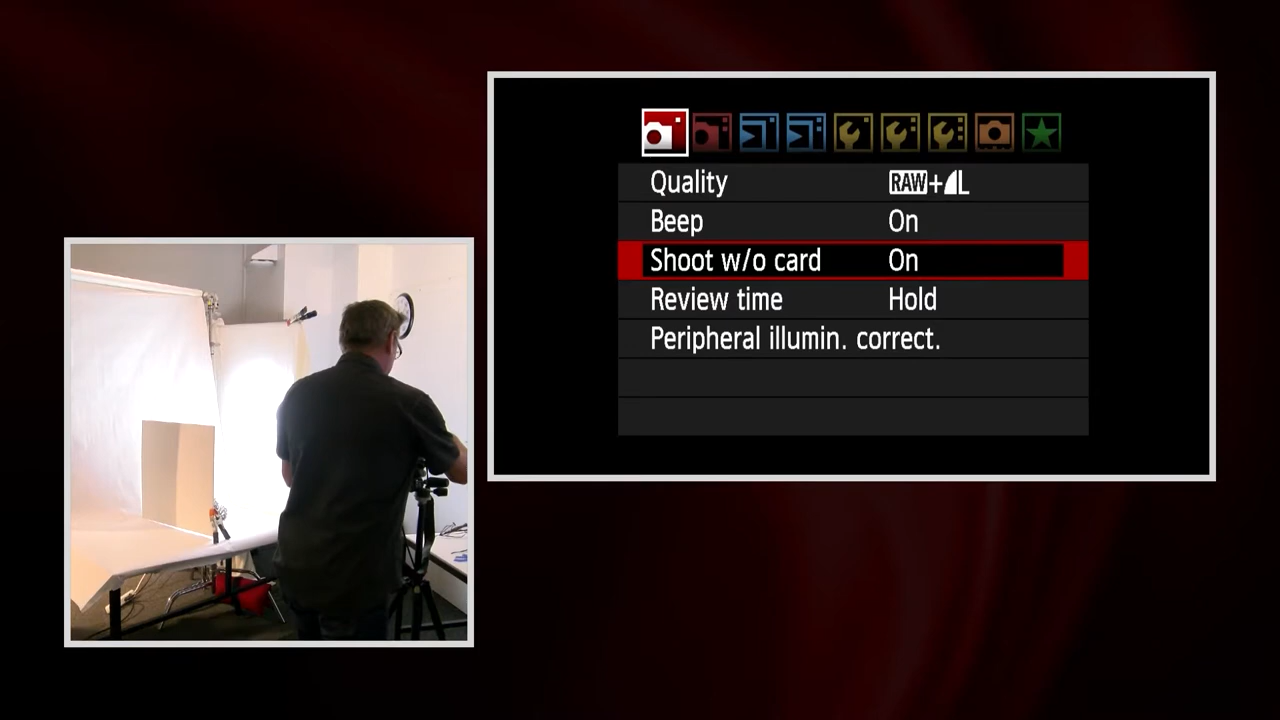 Quality RAW+L
Beep On
Shoot w/o card On
Review time Hold
Peripheral illumin. correct.